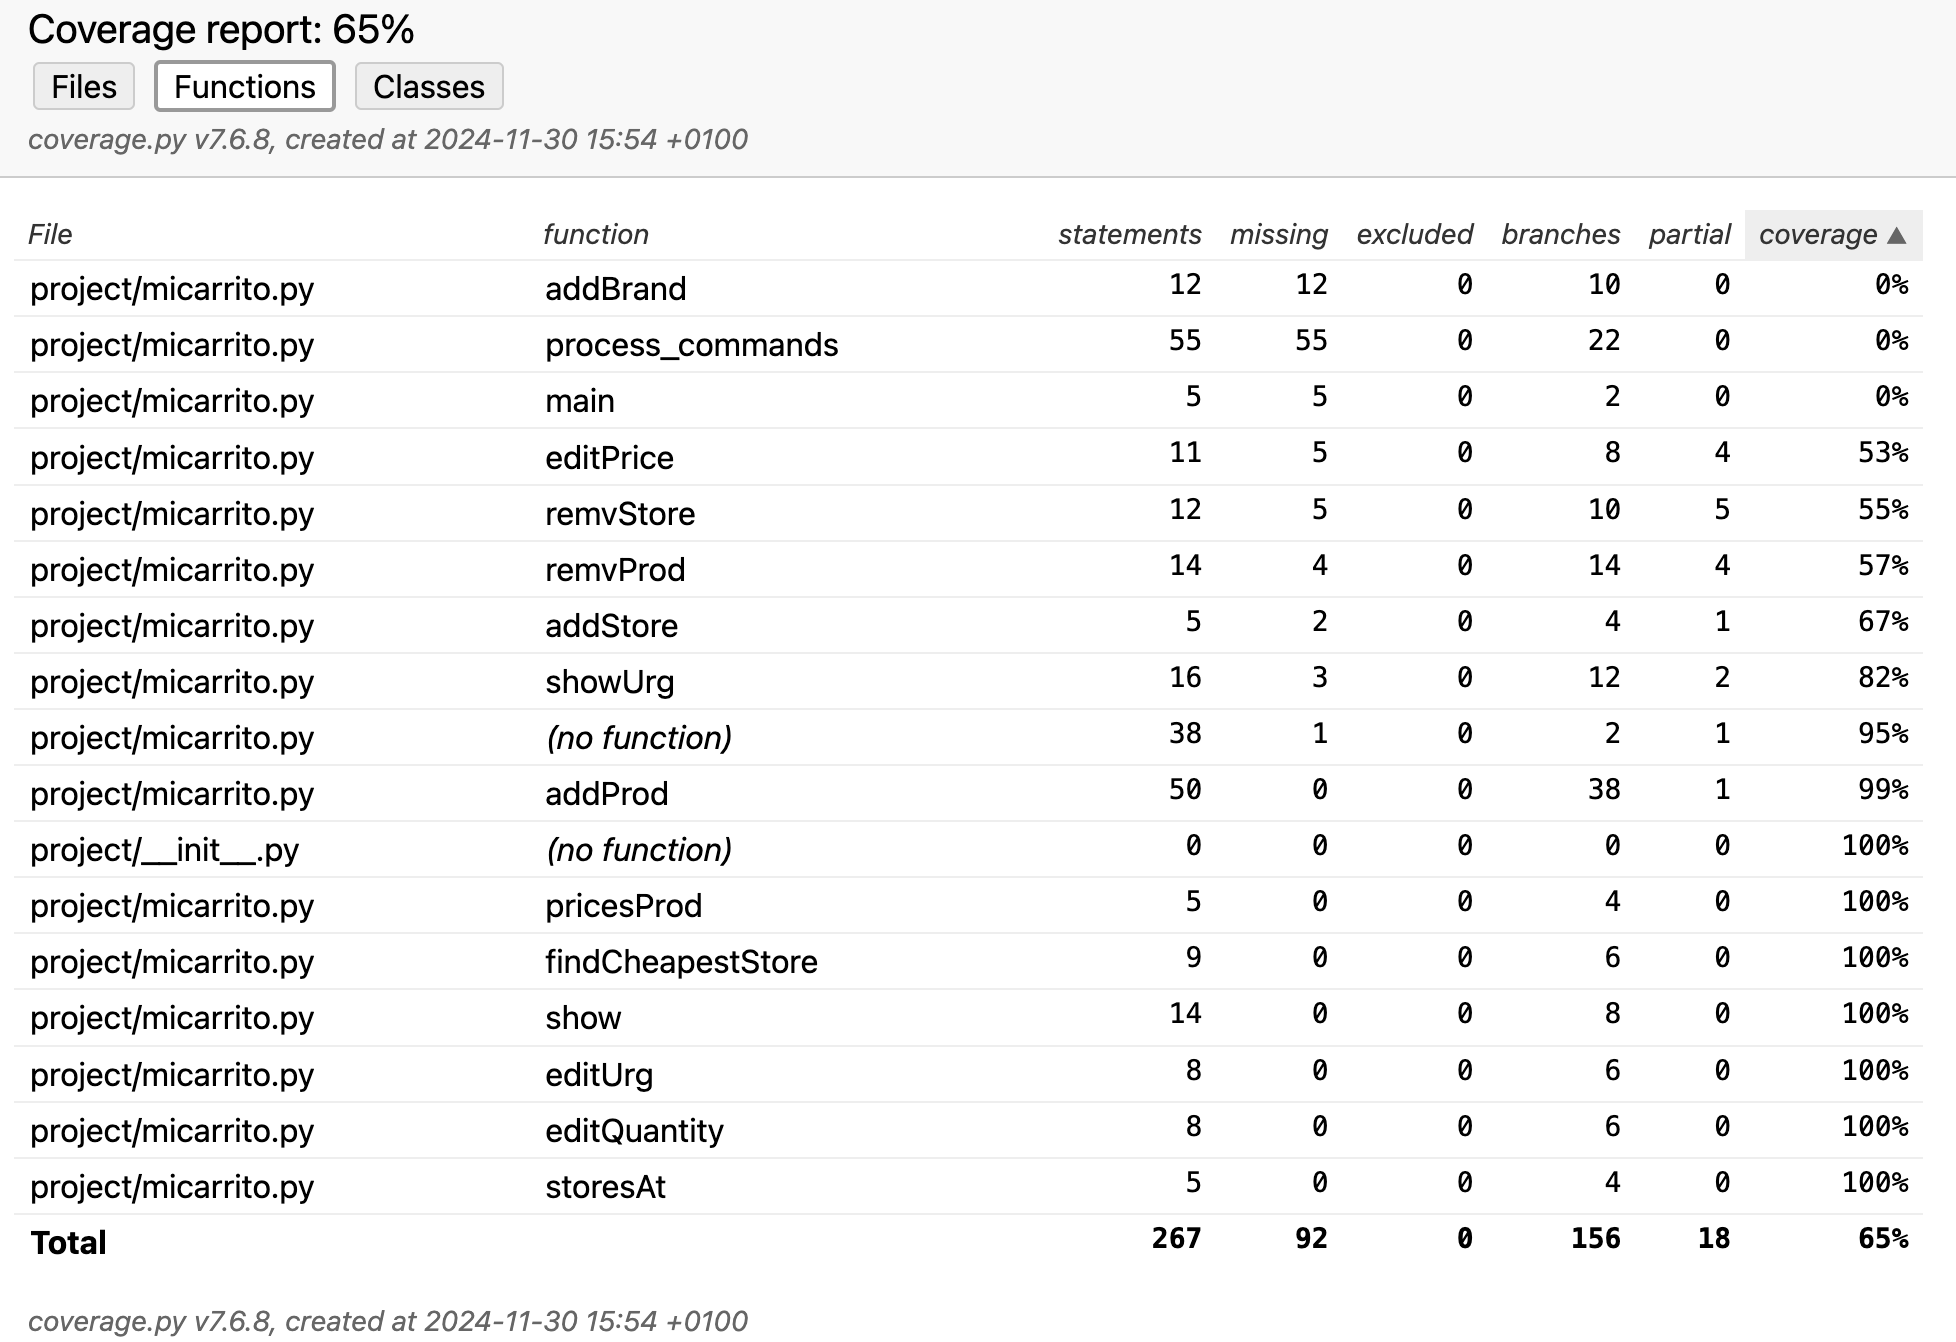 Coverage report: 65%
Files Functions Classes
coverage.py v7.6.8, created at 2024-11-30 15:54 +0100
File function statements missing excluded branches partial coverage ▲
project/micarrito.py addBrand 12 12 0 10 0 0%
project/micarrito.py process_commands 55 55 0 22 0 0%
project/micarrito.py main 5 5 0 2 0 0%
project/micarrito.py editPrice 11 5 0 8 4 53%
project/micarrito.py remvStore 12 5 0 10 5 55%
project/micarrito.py remvProd 14 4 0 14 4 57%
project/micarrito.py addStore 5 2 0 4 1 67%
project/micarrito.py showUrg 16 3 0 12 2 82%
project/micarrito.py (no function) 38 1 0 2 1 95%
project/micarrito.py addProd 50 0 0 38 1 99%
project/__init__.py (no function) 0 0 0 0 0 100%
project/micarrito.py pricesProd 5 0 0 4 0 100%
project/micarrito.py findCheapestStore 9 0 0 6 0 100%
project/micarrito.py show 14 0 0 8 0 100%
project/micarrito.py editUrg 8 0 0 6 0 100%
project/micarrito.py editQuantity 8 0 0 6 0 100%
project/micarrito.py storesAt 5 0 0 4 0 100%
Total 267 92 0 156 18 65%
coverage.py v7.6.8, created at 2024-11-30 15:54 +0100